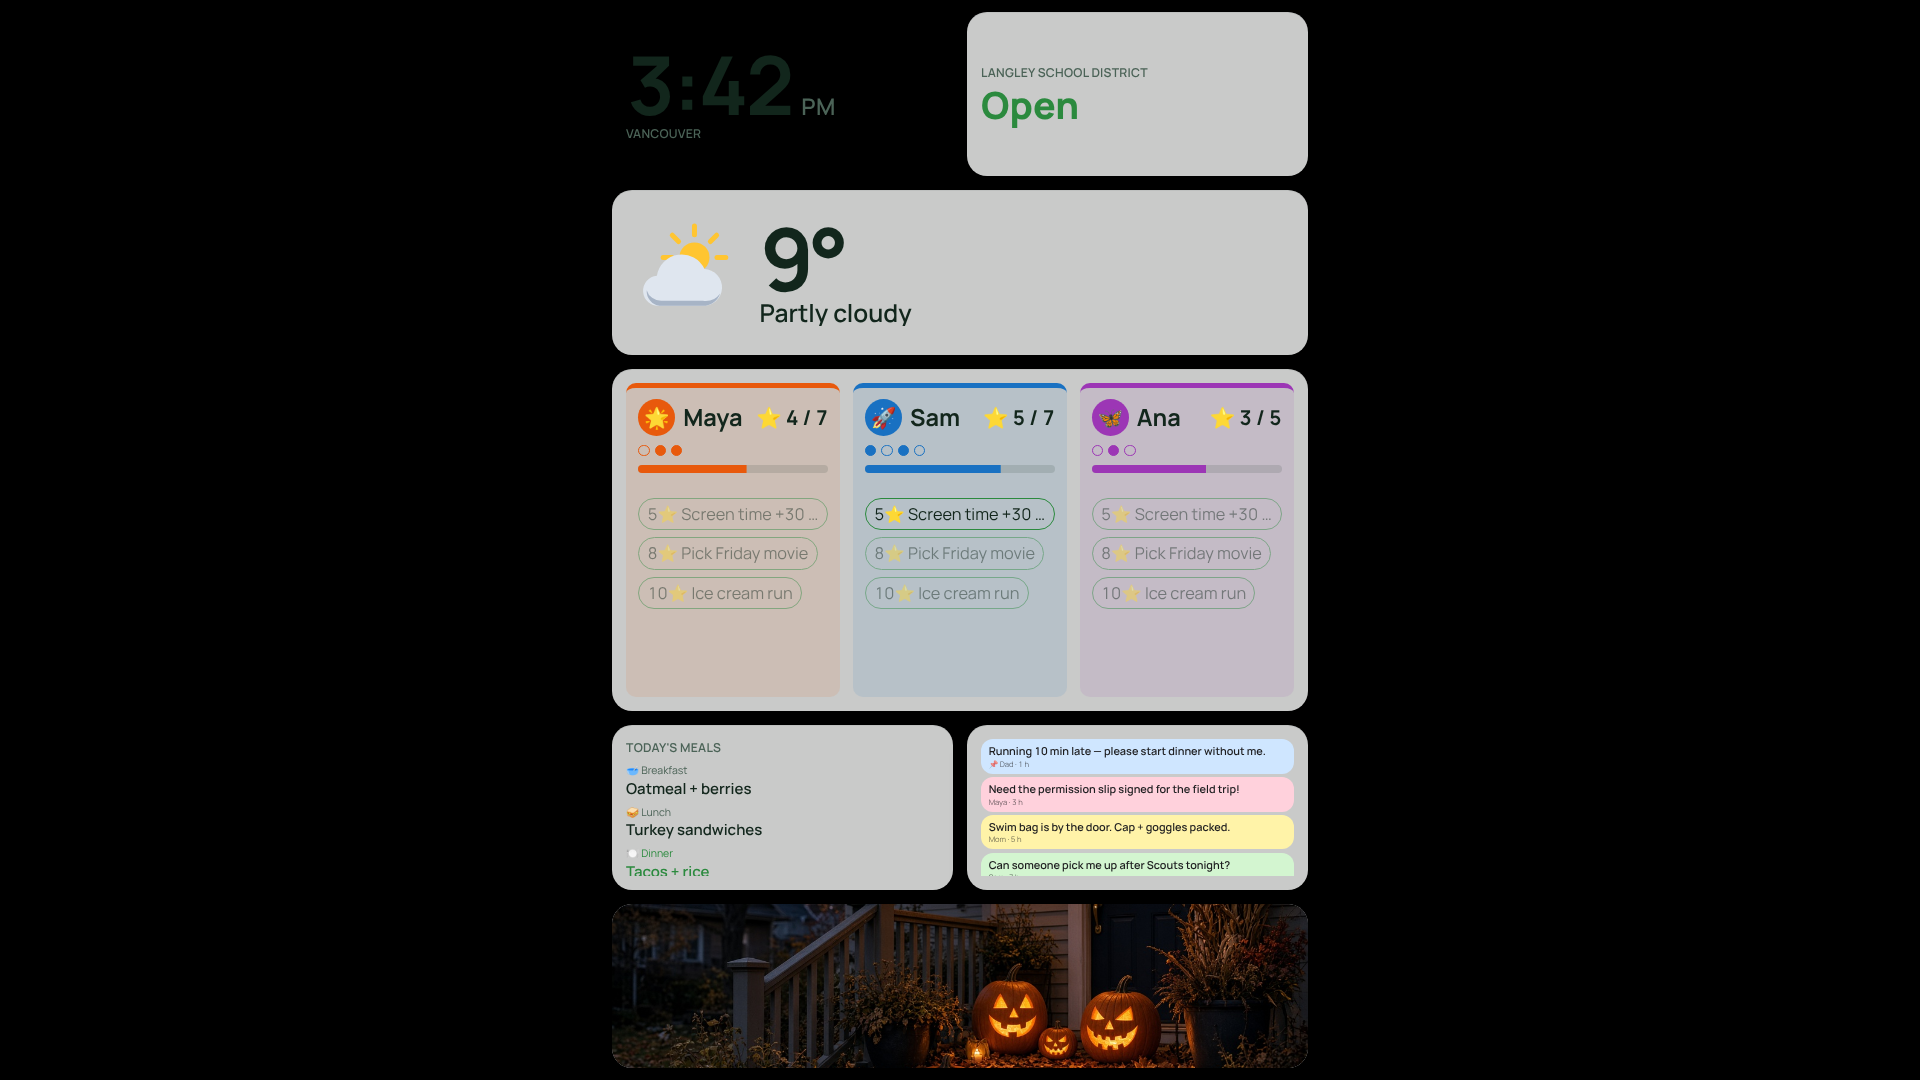 3:42 PM
VANCOUVER
LANGLEY SCHOOL DISTRICT
Open
9°
Partly cloudy
Maya ⭐ 4 / 7
5⭐ Screen time +30 ...
8⭐ Pick Friday movie
10⭐ Ice cream run
Sam ⭐ 5 / 7
5⭐ Screen time +30 ...
8⭐ Pick Friday movie
10⭐ Ice cream run
Ana ⭐ 3 / 5
5⭐ Screen time +30 ...
8⭐ Pick Friday movie
10⭐ Ice cream run
TODAY'S MEALS
Breakfast
Oatmeal + berries
Lunch
Turkey sandwiches
Dinner
Tacos + rice
Running 10 min late — please start dinner without me.
📌 Dad · 1 h
Need the permission slip signed for the field trip!
Maya · 3 h
Swim bag is by the door. Cap + goggles packed.
Mom · 5 h
Can someone pick me up after Scouts tonight?